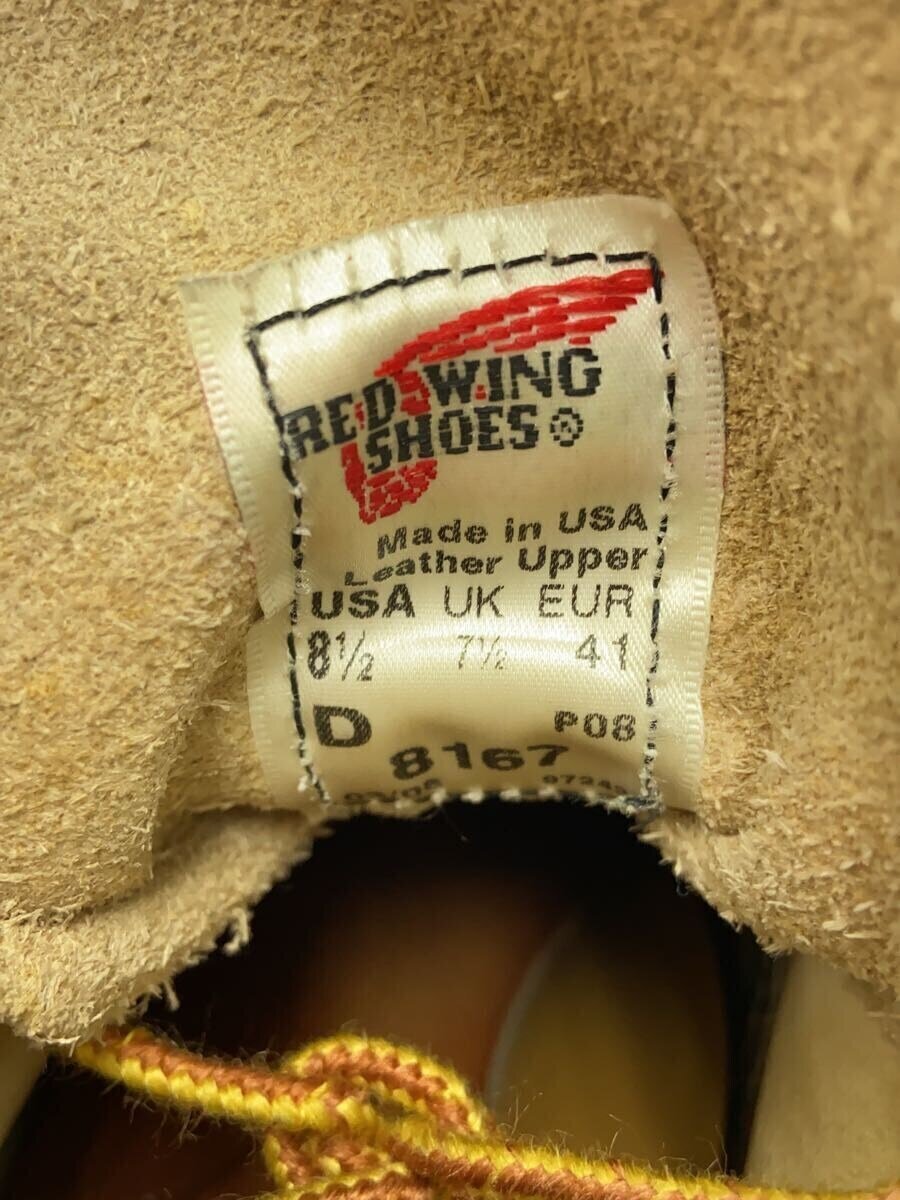 RED WING
SHOES®
Made in USA
Leather Upper
USA UK EUR
8½ 7½ 41
D P08
8167